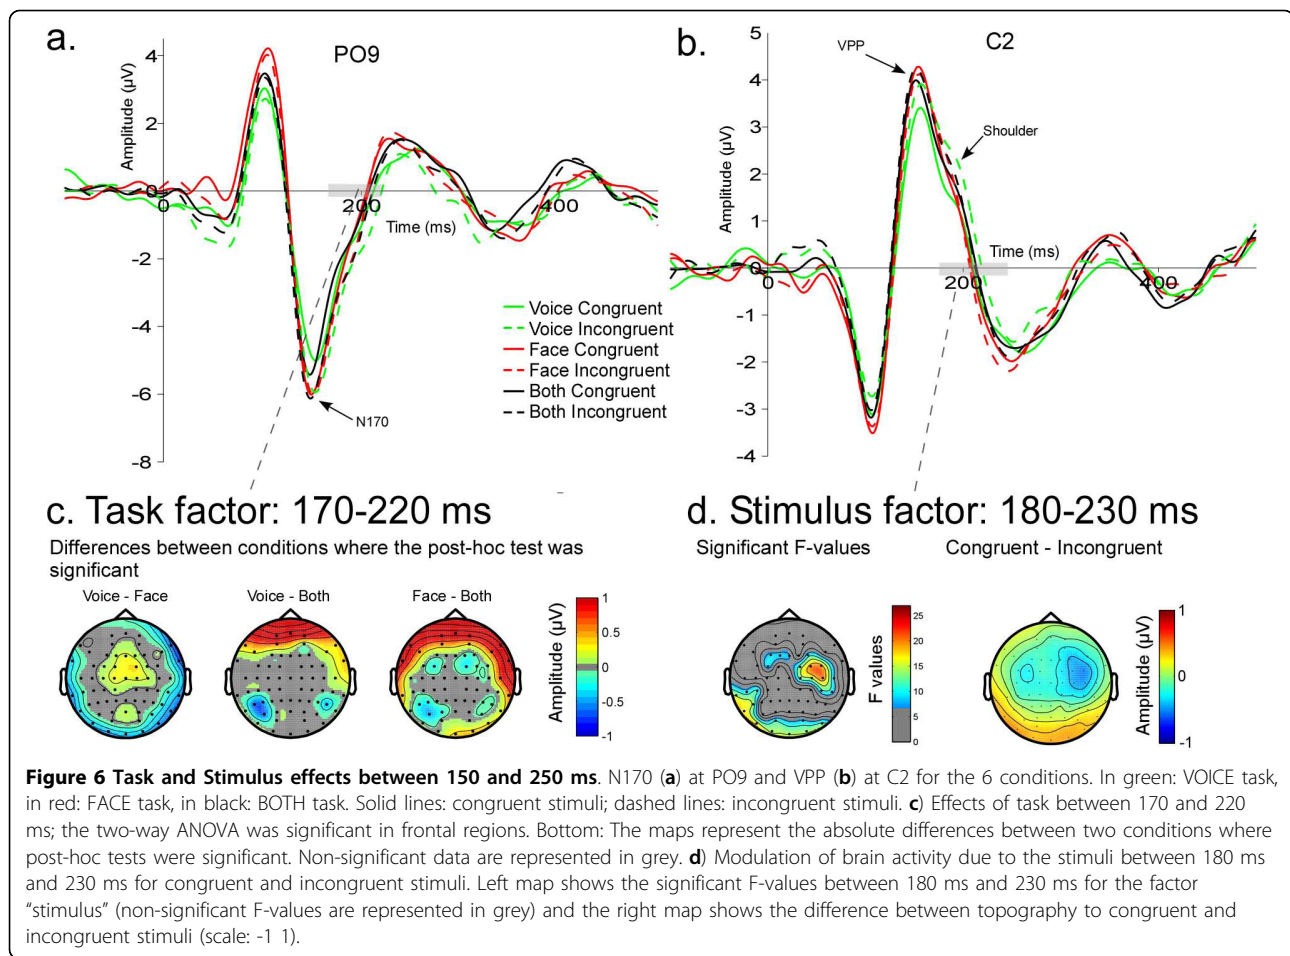 a.
PO9
Amplitude (µV)
4
2
0
-2
-4
-6
-8
0
200
400
Time (ms)
N170
Voice Congruent
Voice Incongruent
Face Congruent
Face Incongruent
Both Congruent
Both Incongruent
b.
C2
Amplitude (µV)
5
4
3
2
1
0
-1
-2
-3
-4
0
200
400
Time (ms)
VPP
Shoulder
c. Task factor: 170-220 ms
Differences between conditions where the post-hoc test was
significant
Voice - Face
Voice - Both
Face - Both
Amplitude (µV)
1
0.5
0
-0.5
-1
d. Stimulus factor: 180-230 ms
Significant F-values
Congruent - Incongruent
F values
25
20
15
10
5
0
Amplitude (µV)
1
0
-1
Figure 6 Task and Stimulus effects between 150 and 250 ms. N170 (a) at PO9 and VPP (b) at C2 for the 6 conditions. In green: VOICE task,
in red: FACE task, in black: BOTH task. Solid lines: congruent stimuli; dashed lines: incongruent stimuli. c) Effects of task between 170 and 220
ms; the two-way ANOVA was significant in frontal regions. Bottom: The maps represent the absolute differences between two conditions where
post-hoc tests were significant. Non-significant data are represented in grey. d) Modulation of brain activity due to the stimuli between 180 ms
and 230 ms for congruent and incongruent stimuli. Left map shows the significant F-values between 180 ms and 230 ms for the factor
“stimulus” (non-significant F-values are represented in grey) and the right map shows the difference between topography to congruent and
incongruent stimuli (scale: -1 1).